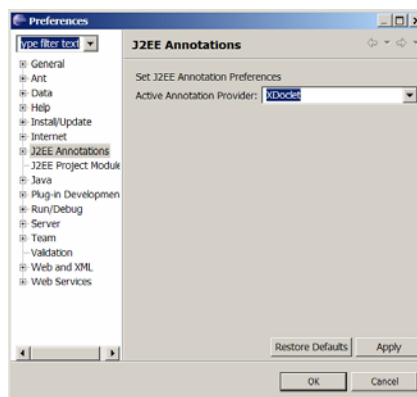 Preferences
ype filter text
J2EE Annotations
General
Ant
Data
Help
Install/Update
Internet
J2EE Annotations
J2EE Project Module
Java
Plug-in Developmen
Run/Debug
Server
Team
Validation
Web and XML
Web Services
Set J2EE Annotation Preferences
Active Annotation Provider: XDoclet
Restore Defaults Apply
OK Cancel